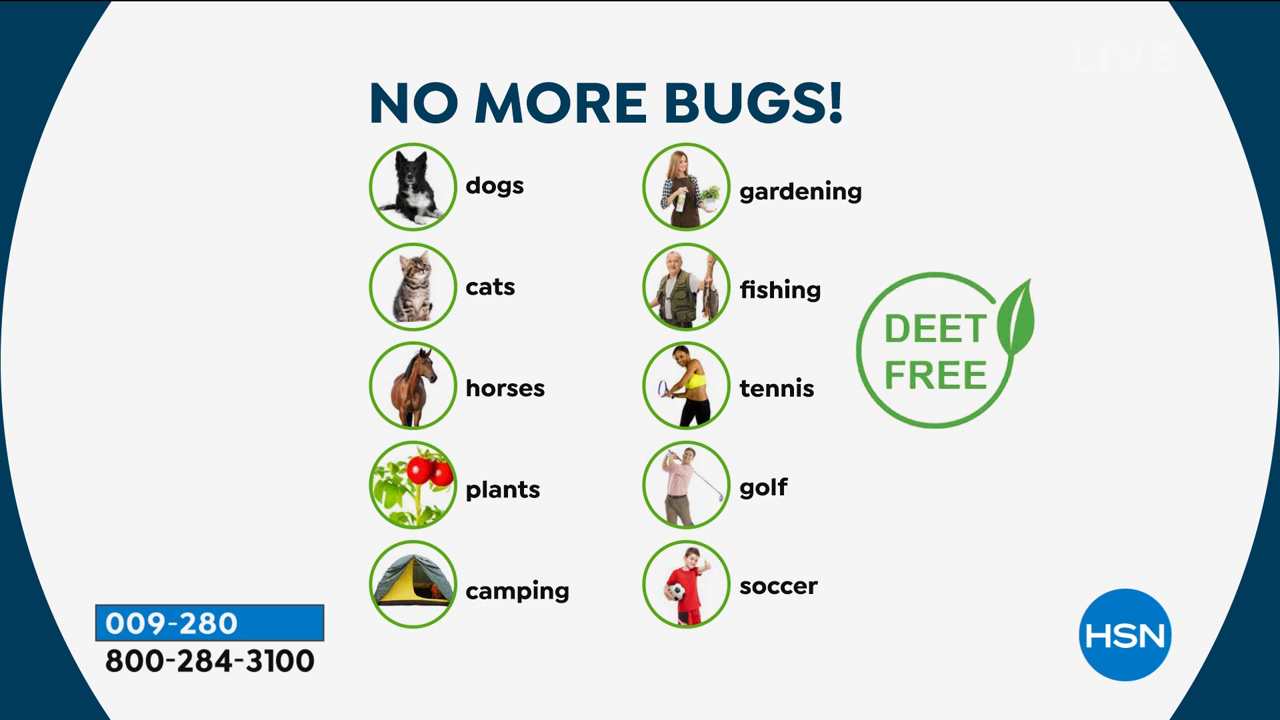 LIVE
NO MORE BUGS!
dogs
gardening
cats
fishing
horses
tennis
plants
golf
camping
soccer
DEET
FREE
009-280
800-284-3100
HSN